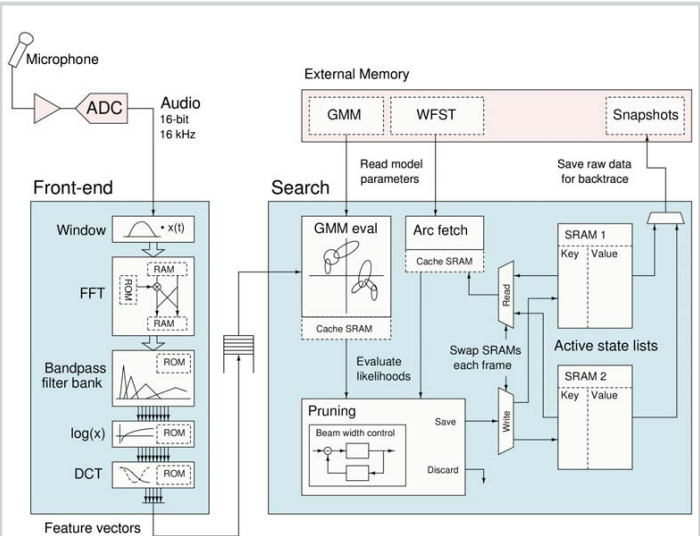 Microphone
ADC
Audio
16-bit
16 kHz
External Memory
GMM
WFST
Snapshots
Read model
parameters
Save raw data
for backtrace
Front-end
Window
• x(t)
FFT
RAM
ROM
RAM
Bandpass
filter bank
ROM
log(x)
ROM
DCT
ROM
Feature vectors
Search
GMM eval
Cache SRAM
Arc fetch
Cache SRAM
Read
SRAM 1
Key
Value
Evaluate
likelihoods
Swap SRAMs
each frame
Active state lists
SRAM 2
Key
Value
Pruning
Beam width control
Save
Discard
Write